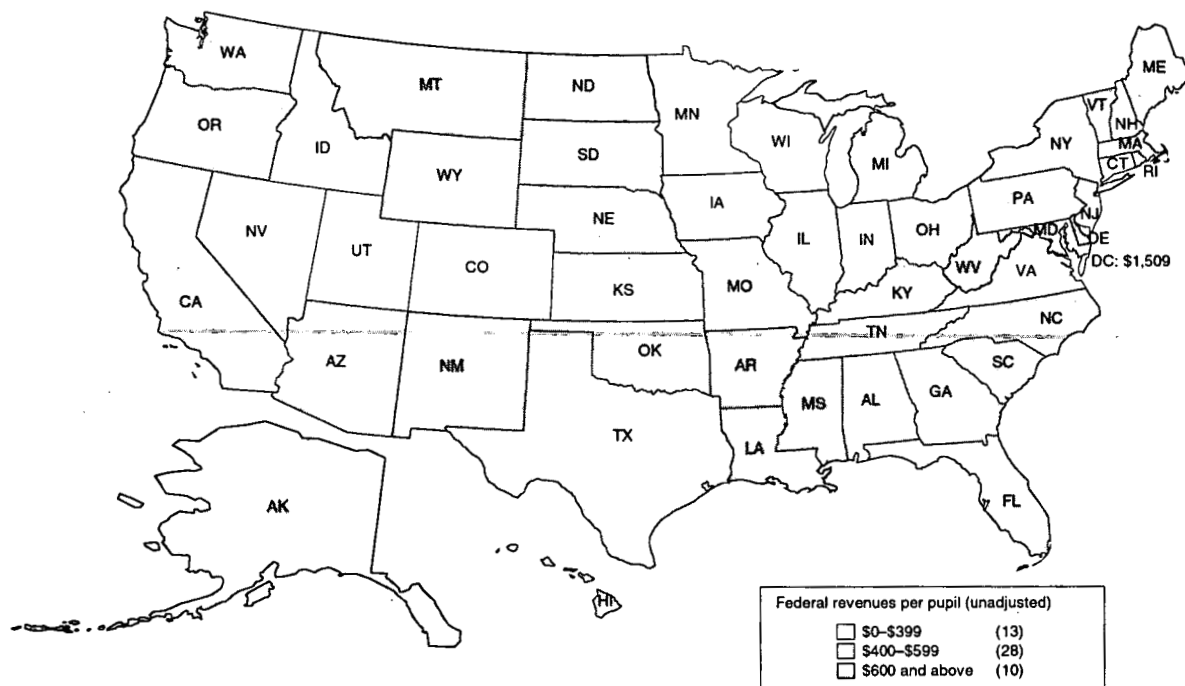 WA
MT
ND
MN
ME
VT
NH
OR
ID
SD
WI
NY
MA
MI
CT
RI
WY
IA
PA
NE
NJ
NV
OH
MD
UT
IL
IN
DE
CO
WV
VA
DC: $1,509
CA
KS
MO
KY
NC
TN
AZ
NM
OK
AR
SC
MS
AL
GA
TX
LA
AK
FL
HI
Federal revenues per pupil (unadjusted)
$0–$399 (13)
$400–$599 (28)
$600 and above (10)